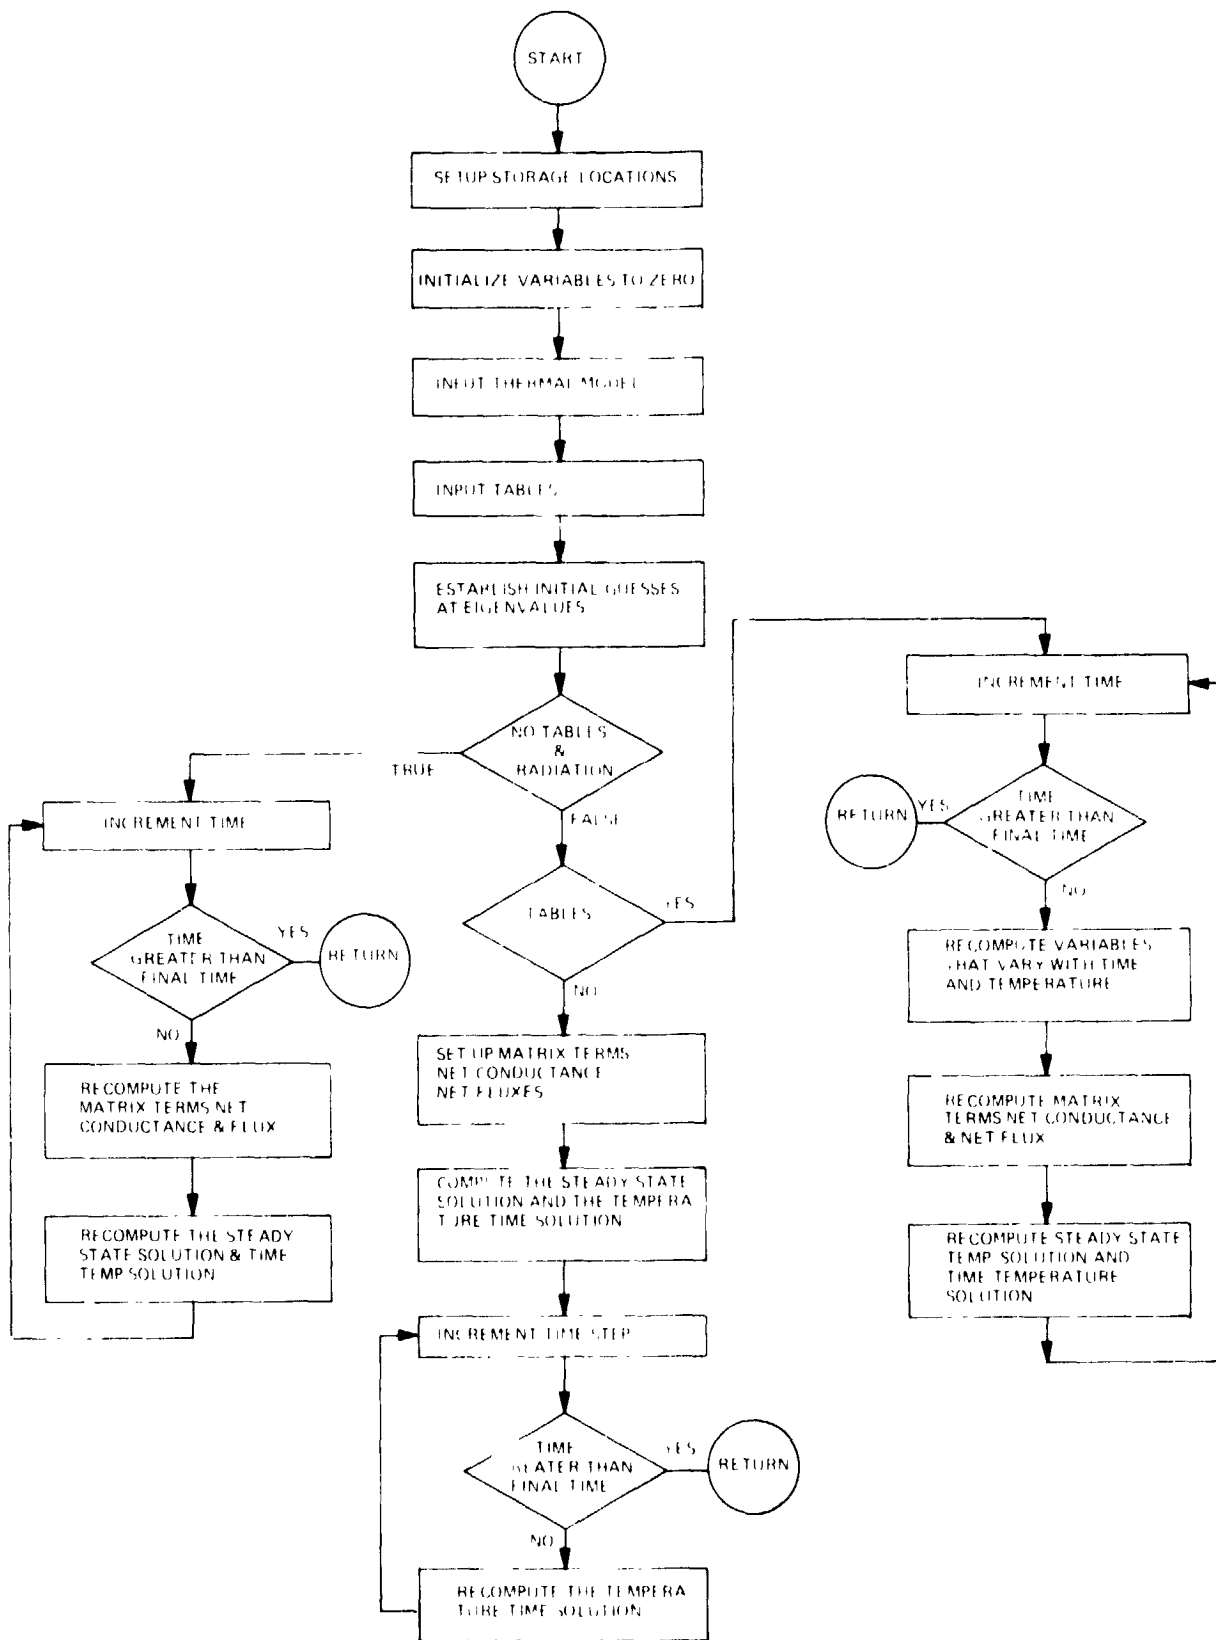 START
SETUP STORAGE LOCATIONS
INITIALIZE VARIABLES TO ZERO
INPUT THERMAL MODEL
INPUT TABLES
ESTABLISH INITIAL GUESSES
AT EIGENVALUES
NO TABLES
&
RADIATION
TRUE
FALSE
INCREMENT TIME
TIME
GREATER THAN
FINAL TIME
YES
RETURN
NO
RECOMPUTE THE
MATRIX TERMS NET
CONDUCTANCE & FLUX
RECOMPUTE THE STEADY
STATE SOLUTION & TIME
TEMP SOLUTION
TABLES
YES
NO
SET UP MATRIX TERMS
NET CONDUCTANCE
NET FLUXES
COMPUTE THE STEADY STATE
SOLUTION AND THE TEMPERA
TURE TIME SOLUTION
INCREMENT TIME STEP
TIME
GREATER THAN
FINAL TIME
YES
RETURN
NO
RECOMPUTE THE TEMPERA
TURE TIME SOLUTION
INCREMENT TIME
TIME
GREATER THAN
FINAL TIME
YES
RETURN
NO
RECOMPUTE VARIABLES
THAT VARY WITH TIME
AND TEMPERATURE
RECOMPUTE MATRIX
TERMS NET CONDUCTANCE
& NET FLUX
RECOMPUTE STEADY STATE
TEMP SOLUTION AND
TIME TEMPERATURE
SOLUTION